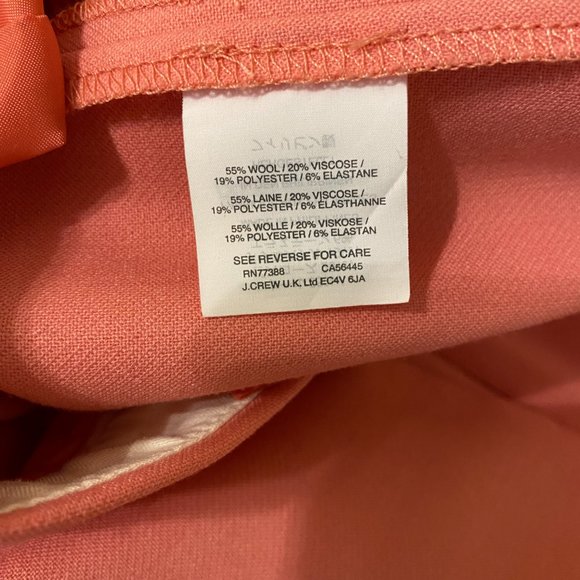 55% WOOL / 20% VISCOSE /
19% POLYESTER / 6% ELASTANE
55% LAINE / 20% VISCOSE /
19% POLYESTER / 6% ELASTHANNE
55% WOLLE / 20% VISKOSE /
19% POLYESTER / 6% ELASTAN
SEE REVERSE FOR CARE
RN77388 CA56445
J.CREW U.K. Ltd EC4V 6JA